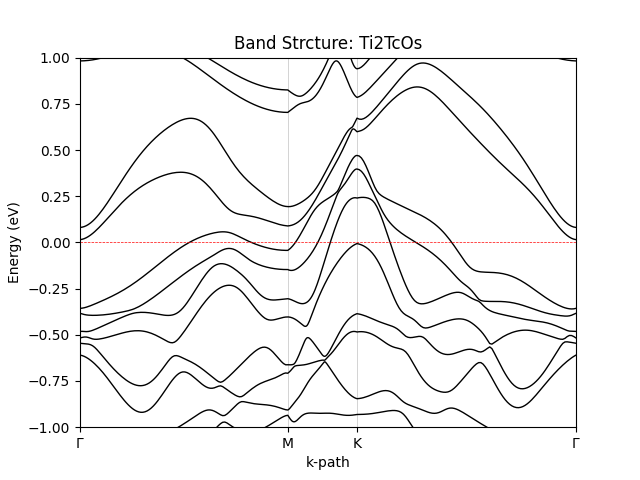 Band Strcture: Ti2TcOs
1.00
0.75
0.50
0.25
0.00
−0.25
−0.50
−0.75
−1.00
Energy (eV)
Γ M K Γ
k-path